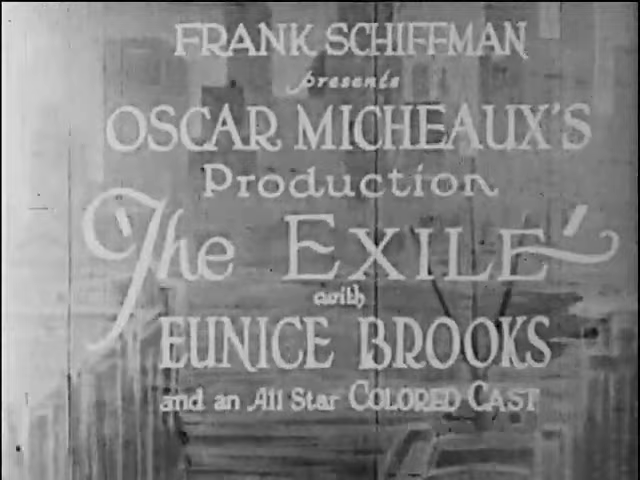 FRANK SCHIFFMAN
presents
OSCAR MICHEAUX'S
Production
"The EXILE"
with
EUNICE BROOKS
and an All Star COLORED CAST